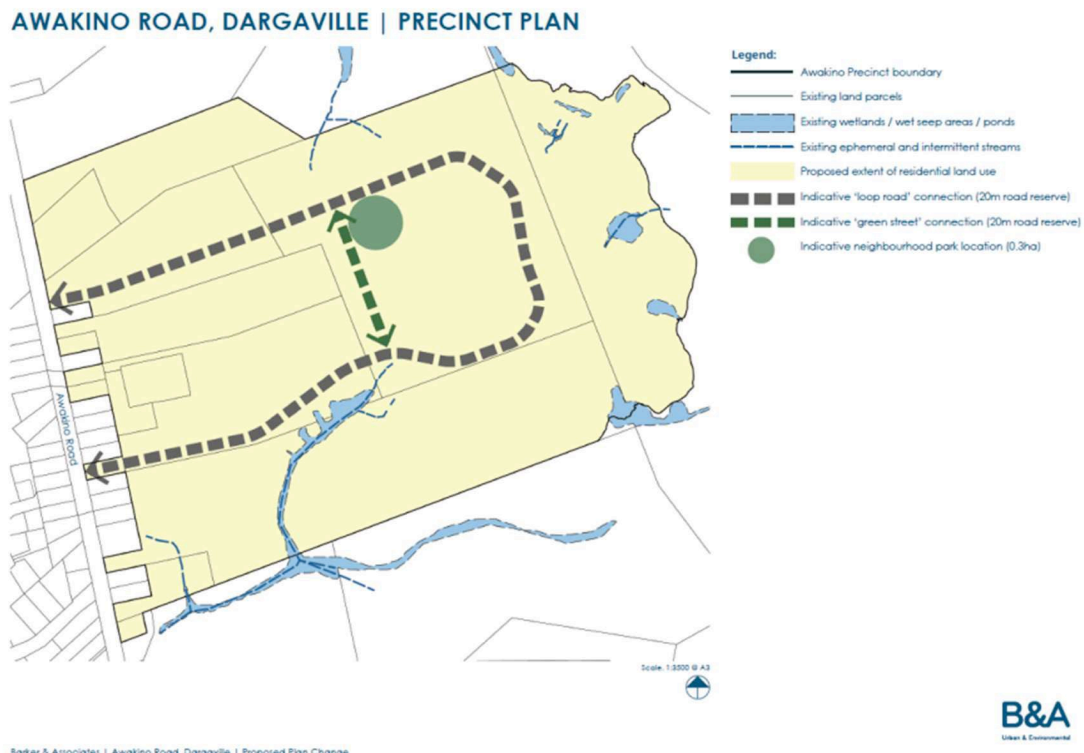 AWAKINO ROAD, DARGAVILLE | PRECINCT PLAN
Legend:
Awakino Precinct boundary
Existing land parcels
Existing wetlands / wet seep areas / ponds
Existing ephemeral and intermittent streams
Proposed extent of residential land use
Indicative 'loop road' connection (20m road reserve)
Indicative 'green street' connection (20m road reserve)
Indicative neighbourhood park location (0.3ha)
Awakino Road
Scale. 1:3500 @ A3
B&A
Urban & Environmental
Barker & Associates | Awakino Road, Dargaville | Proposed Plan Change